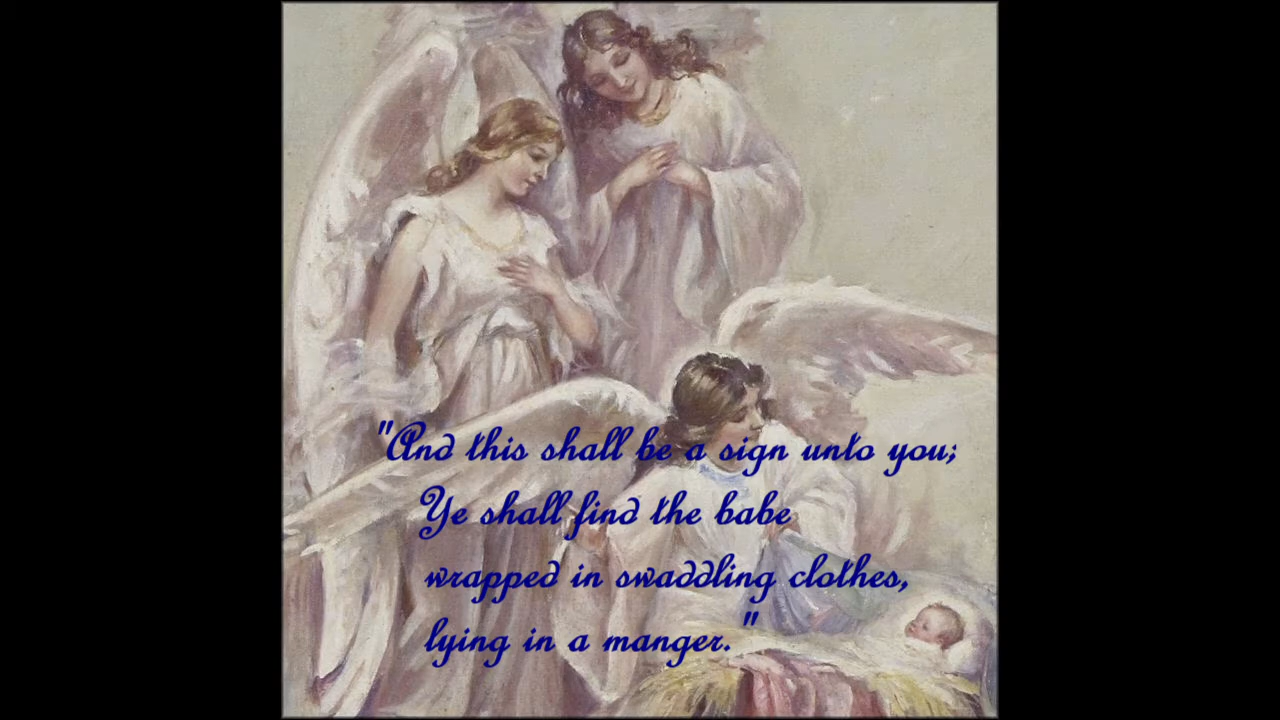 "And this shall be a sign unto you;
Ye shall find the babe
wrapped in swaddling clothes,
lying in a manger."